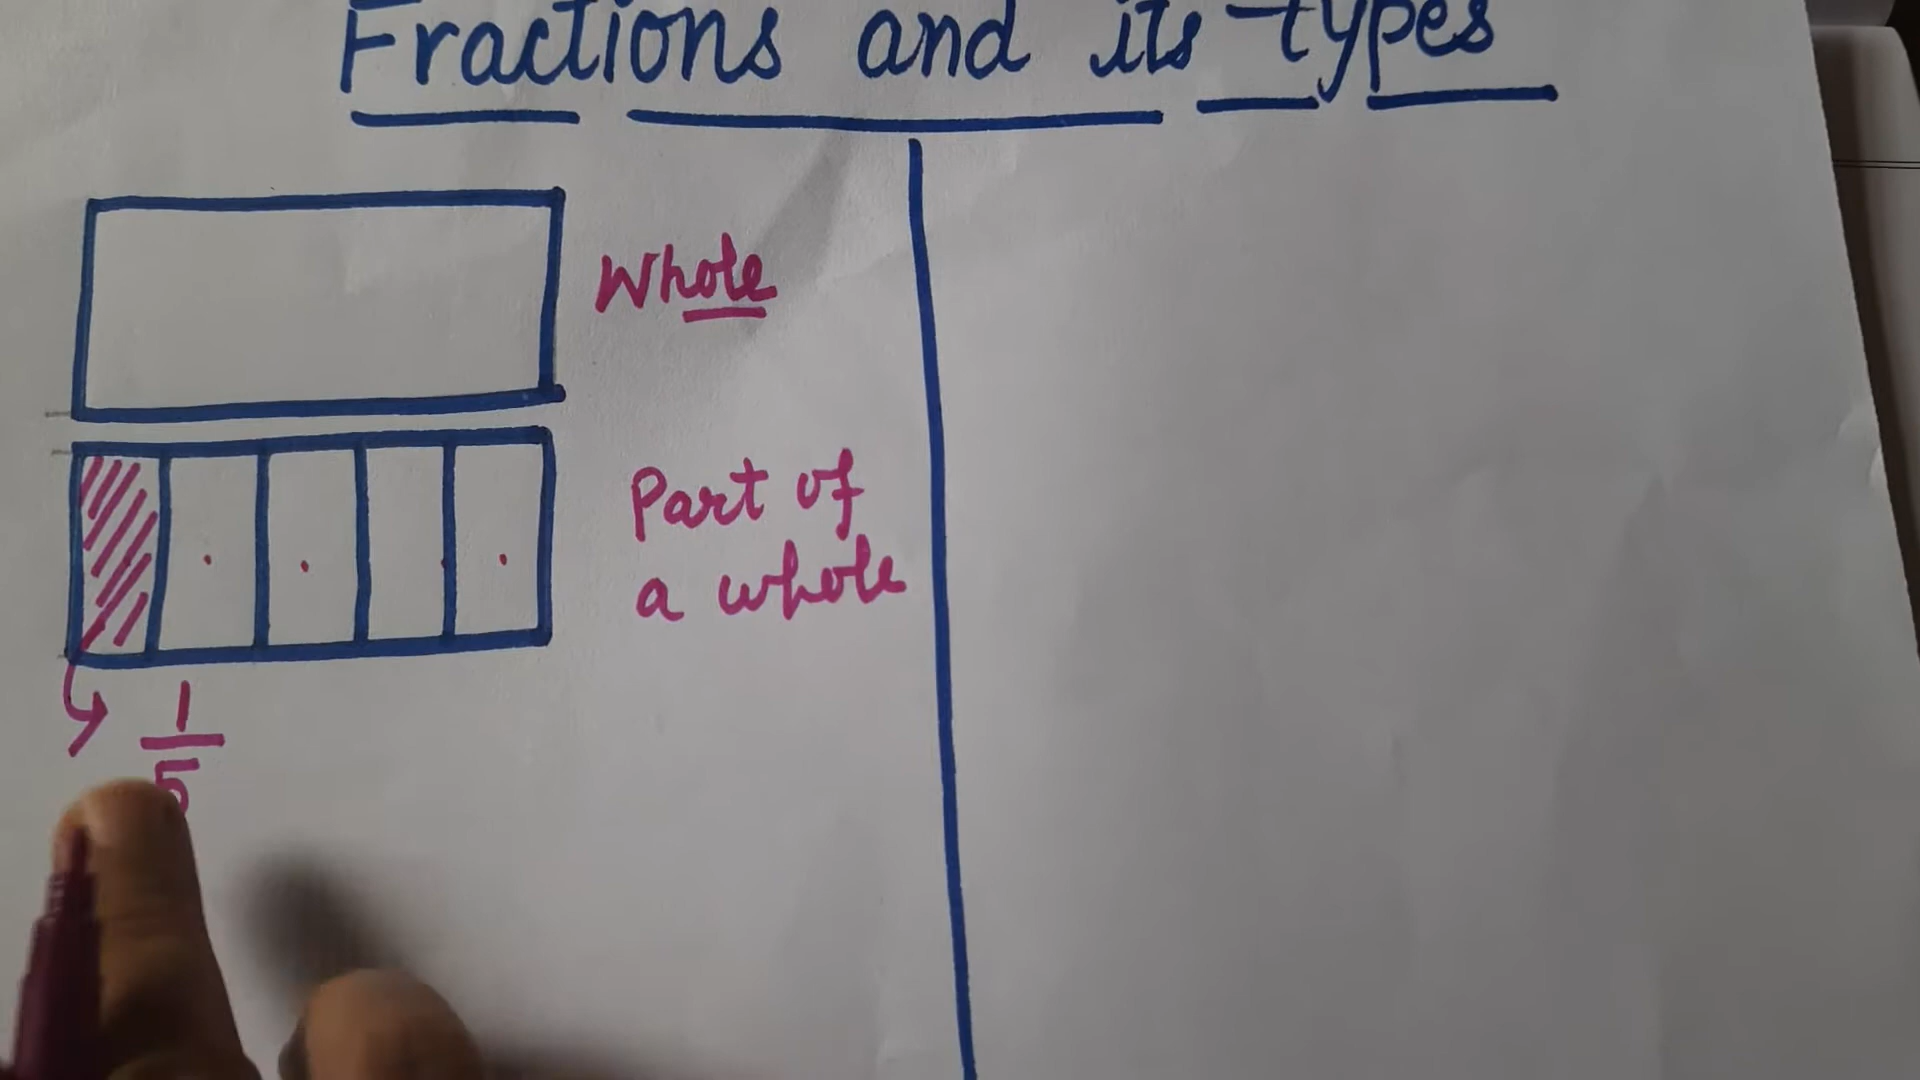 Fractions and its types
Whole
Part of
a whole
1
5